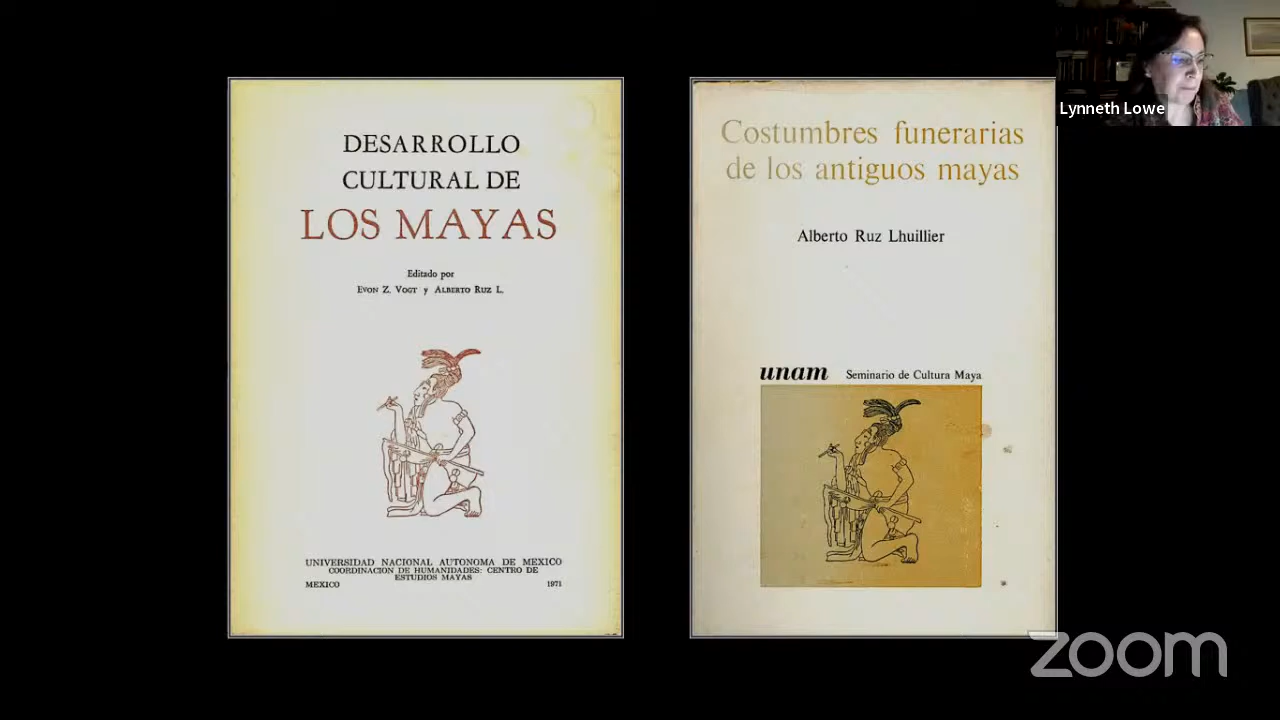 DESARROLLO
CULTURAL DE
LOS MAYAS
Editado por
EVON Z. VOGT y ALBERTO RUZ L.
UNIVERSIDAD NACIONAL AUTONOMA DE MEXICO
COORDINACION DE HUMANIDADES: CENTRO DE
ESTUDIOS MAYAS
MEXICO 1971
Costumbres funerarias
de los antiguos mayas
Alberto Ruz Lhuillier
unam Seminario de Cultura Maya
Lynneth Lowe
zoom